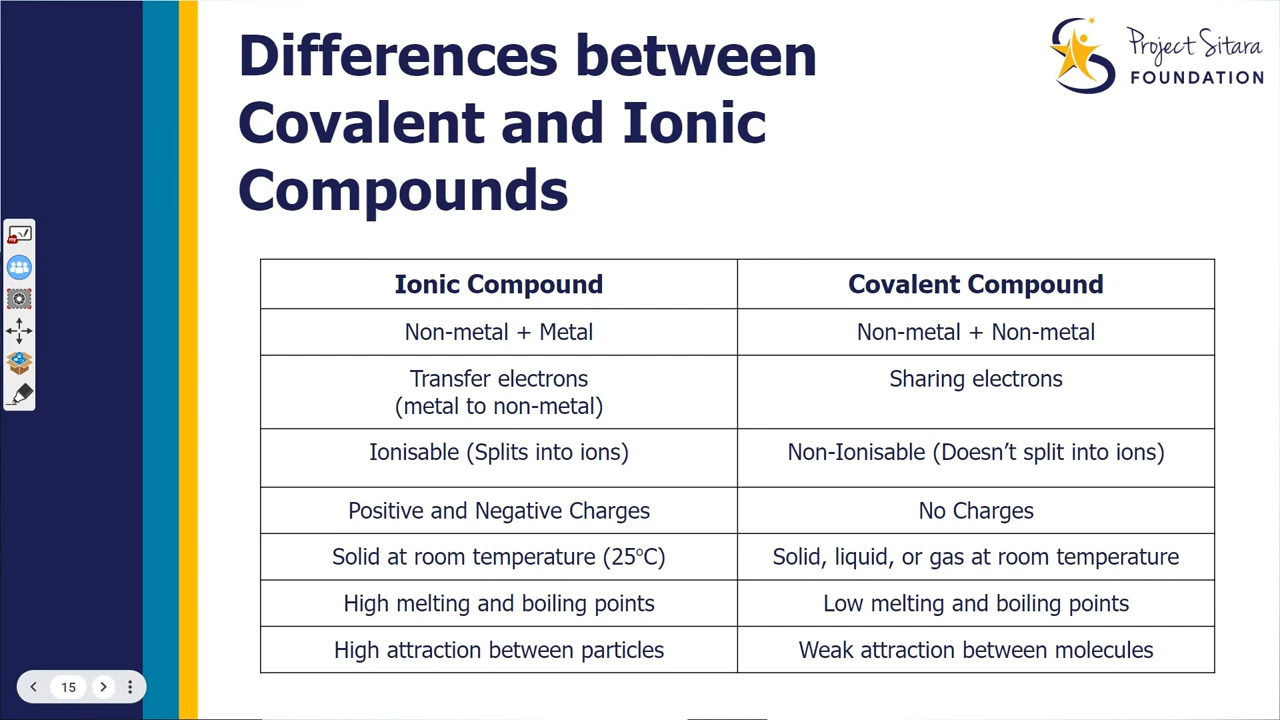 Differences between
Covalent and Ionic
Compounds
Project Sitara
FOUNDATION
Ionic Compound
Covalent Compound
Non-metal + Metal
Non-metal + Non-metal
Transfer electrons
(metal to non-metal)
Sharing electrons
Ionisable (Splits into ions)
Non-Ionisable (Doesn’t split into ions)
Positive and Negative Charges
No Charges
Solid at room temperature (25°C)
Solid, liquid, or gas at room temperature
High melting and boiling points
Low melting and boiling points
High attraction between particles
Weak attraction between molecules
15